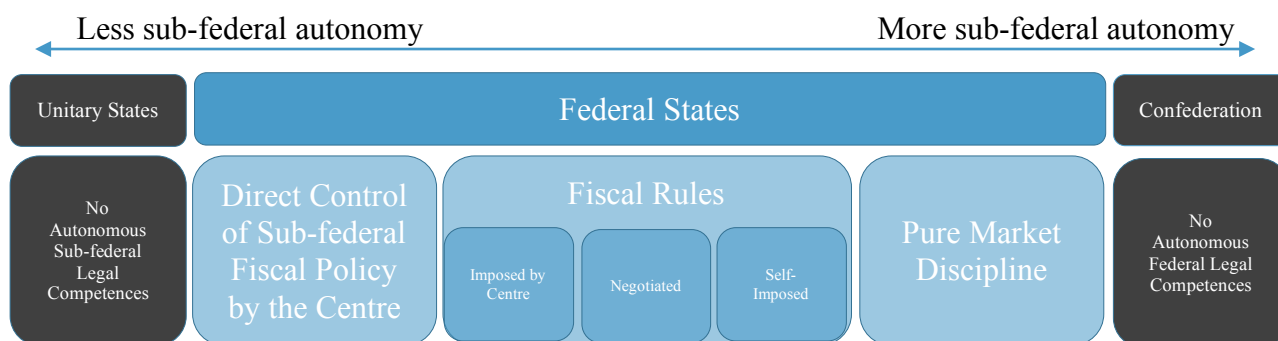 Less sub-federal autonomy
More sub-federal autonomy
Unitary States
Federal States
Confederation
No
Autonomous
Sub-federal
Legal
Competences
Direct Control
of Sub-federal
Fiscal Policy
by the Centre
Fiscal Rules
Imposed by
Centre
Negotiated
Self-
Imposed
Pure Market
Discipline
No
Autonomous
Federal Legal
Competences